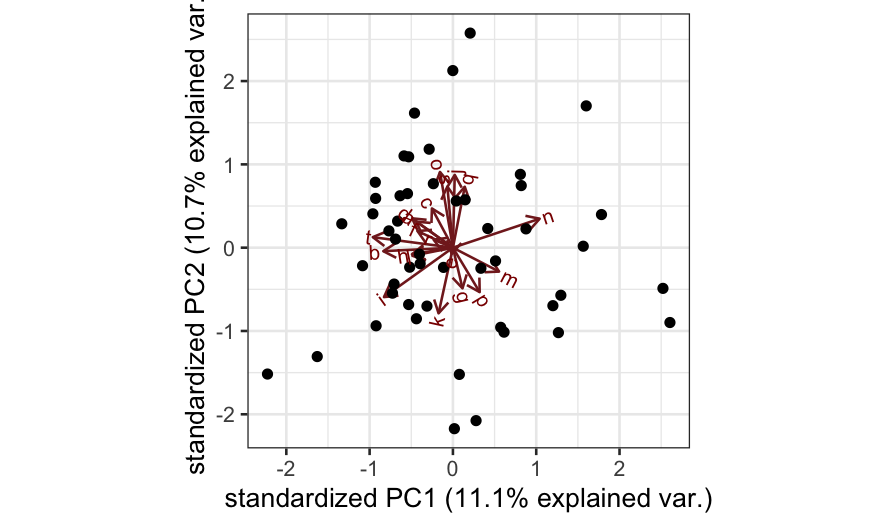 standardized PC2 (10.7% explained var.)
2
1
0
-1
-2
o
j
q
c
d
n
t
b
h
e
m
i
g
p
k
-2 -1 0 1 2
standardized PC1 (11.1% explained var.)